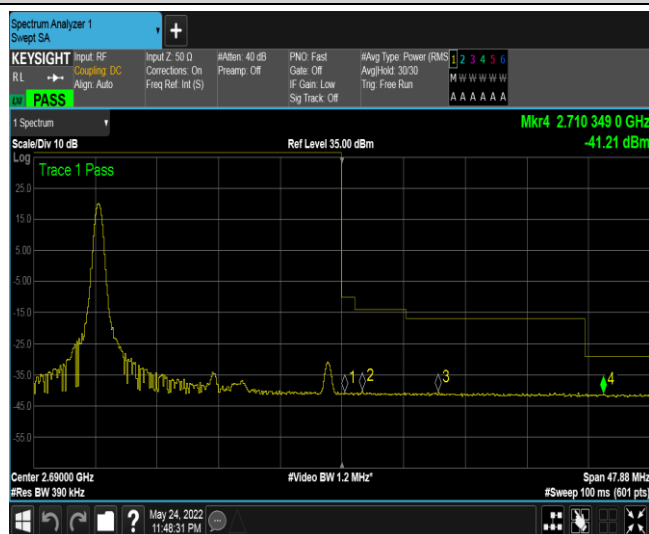 Spectrum Analyzer 1
Swept SA
KEYSIGHT
RL
PASS
Input: RF
Coupling: DC
Align: Auto
Input Z: 50 Ω
Corrections: On
Freq Ref: Int (S)
#Atten: 40 dB
Preamp: Off
PNO: Fast
Gate: Off
IF Gain: Low
Sig Track: Off
#Avg Type: Power (RMS
Avg|Hold: 30/30
Trig: Free Run
1 2 3 4 5 6
M W W W W W
A A A A A A
1 Spectrum
Mkr4 2.710 349 0 GHz
Scale/Div 10 dB
Ref Level 35.00 dBm
-41.21 dBm
Log
Trace 1 Pass
25.0
15.0
5.00
-5.00
-15.0
-25.0
-35.0
1
2
3
4
-45.0
-55.0
Center 2.69000 GHz
#Video BW 1.2 MHz*
Span 47.88 MHz
#Res BW 390 kHz
#Sweep 100 ms (601 pts)
?
May 24, 2022
11:48:31 PM